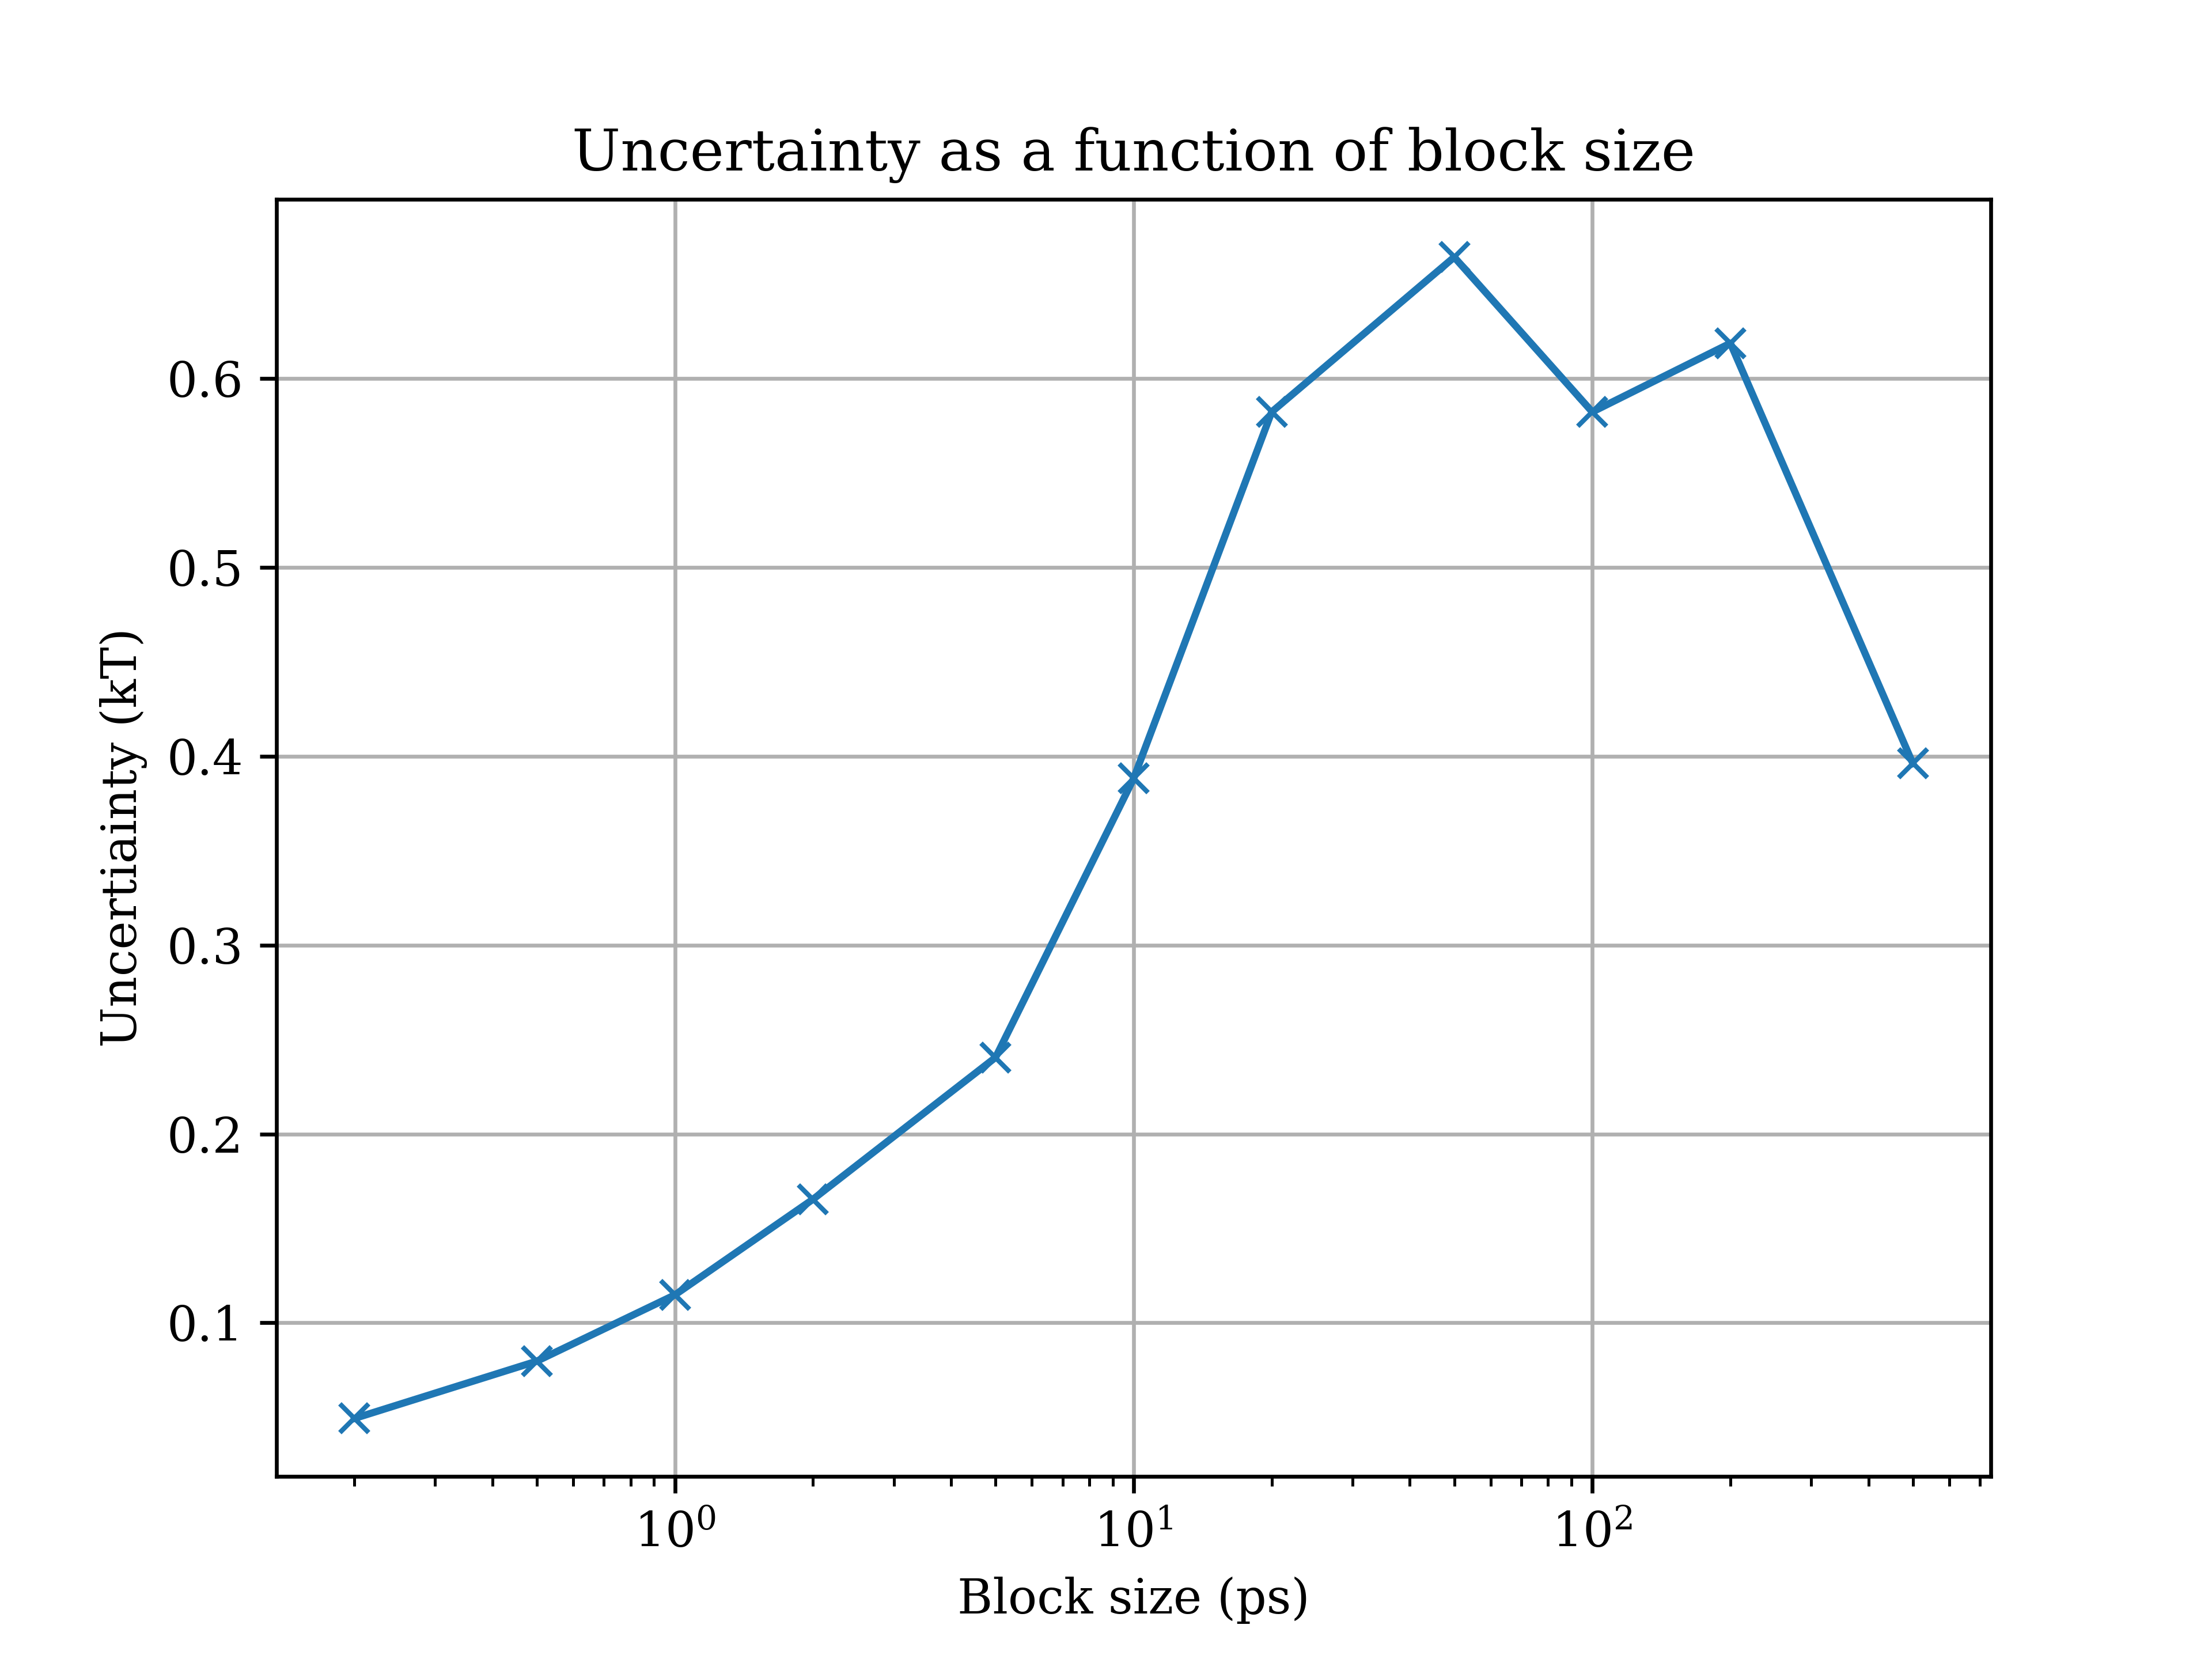 Uncertainty as a function of block size
Uncertiainty (kT)
0.6
0.5
0.4
0.3
0.2
0.1
10⁰ 10¹ 10²
Block size (ps)